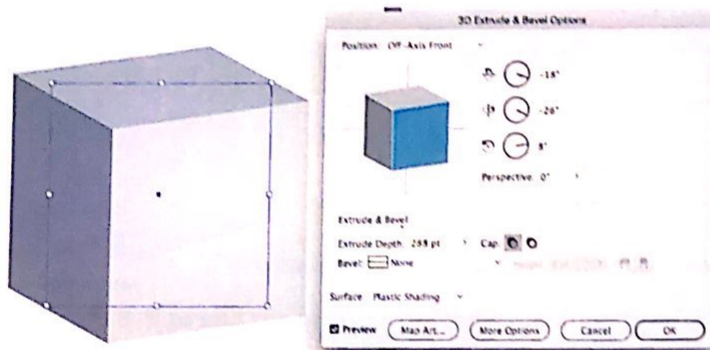 3D Extrude & Bevel Options
Position: Off-Axis Front
-18°
-26°
8°
Perspective: 0°
Extrude & Bevel
Extrude Depth: 288 pt Cap:
Bevel: None
Surface: Plastic Shading
Preview Map Art... More Options Cancel OK